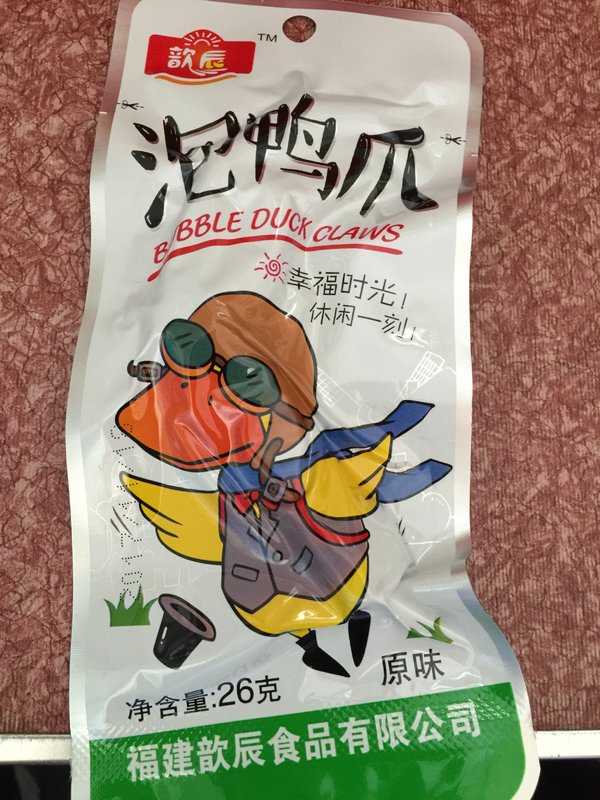 歆辰
TM
泡鸭爪
BUBBLE DUCK CLAWS
幸福时光!
休闲一刻!
净含量:26克
原味
福建歆辰食品有限公司